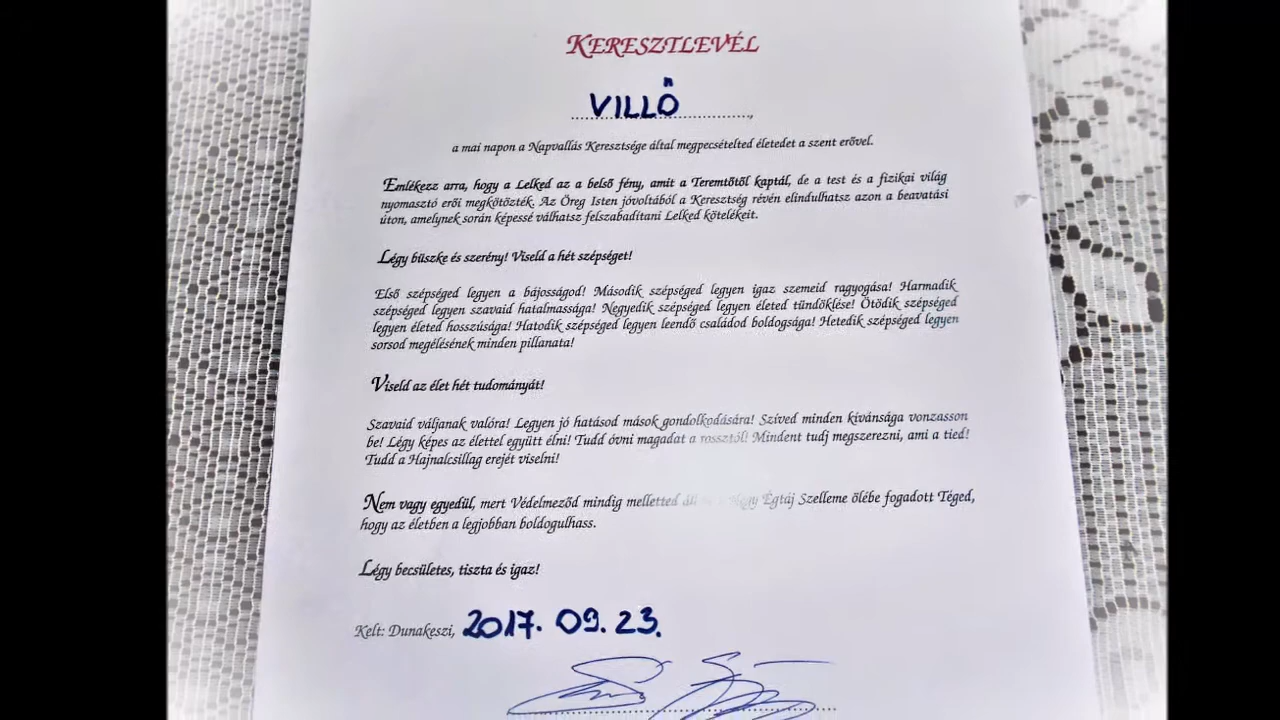 KERESZTLEVÉL
VILLŐ
a mai napon a Napvallás Keresztsége által megpecsételted életedet a szent erővel.
Emlékezz arra, hogy a Lelked az a belső fény, amit a Teremtőtől kaptál, de a test és a fizikai világ
nyomasztó erői megkötözték. Az Öreg Isten jóvoltából a Keresztség révén elindulhatsz azon a beavatási
úton, amelynek során képessé válhatsz felszabadítani Lelked kötelékeit.
Légy büszke és szerény! Viseld a hét szépséget!
Első szépséged legyen a bájosságod! Második szépséged legyen igaz szemeid ragyogása! Harmadik
szépséged legyen szavaid hatalmassága! Negyedik szépséged legyen életed tündöklése! Ötödik szépséged
legyen életed hosszúsága! Hatodik szépséged legyen leendő családod boldogsága! Hetedik szépséged legyen
sorsod megélésének minden pillanata!
Viseld az élet hét tudományát!
Szavaid váljanak valóra! Legyen jó hatásod mások gondolkodására! Szíved minden kívánsága vonzasson
be! Légy képes az élettel együtt élni! Tudd óvni magadat a rossztól! Mindent tudj megszerezni, ami a tied!
Tudd a Hajnalcsillag erejét viselni!
Nem vagy egyedül, mert Védelmeződ mindig melletted Égtáj Szelleme ölébe fogadott Téged,
hogy az életben a legjobban boldogulhass.
Légy becsületes, tiszta és igaz!
Kelt: Dunakeszi, 2017. 09. 23.